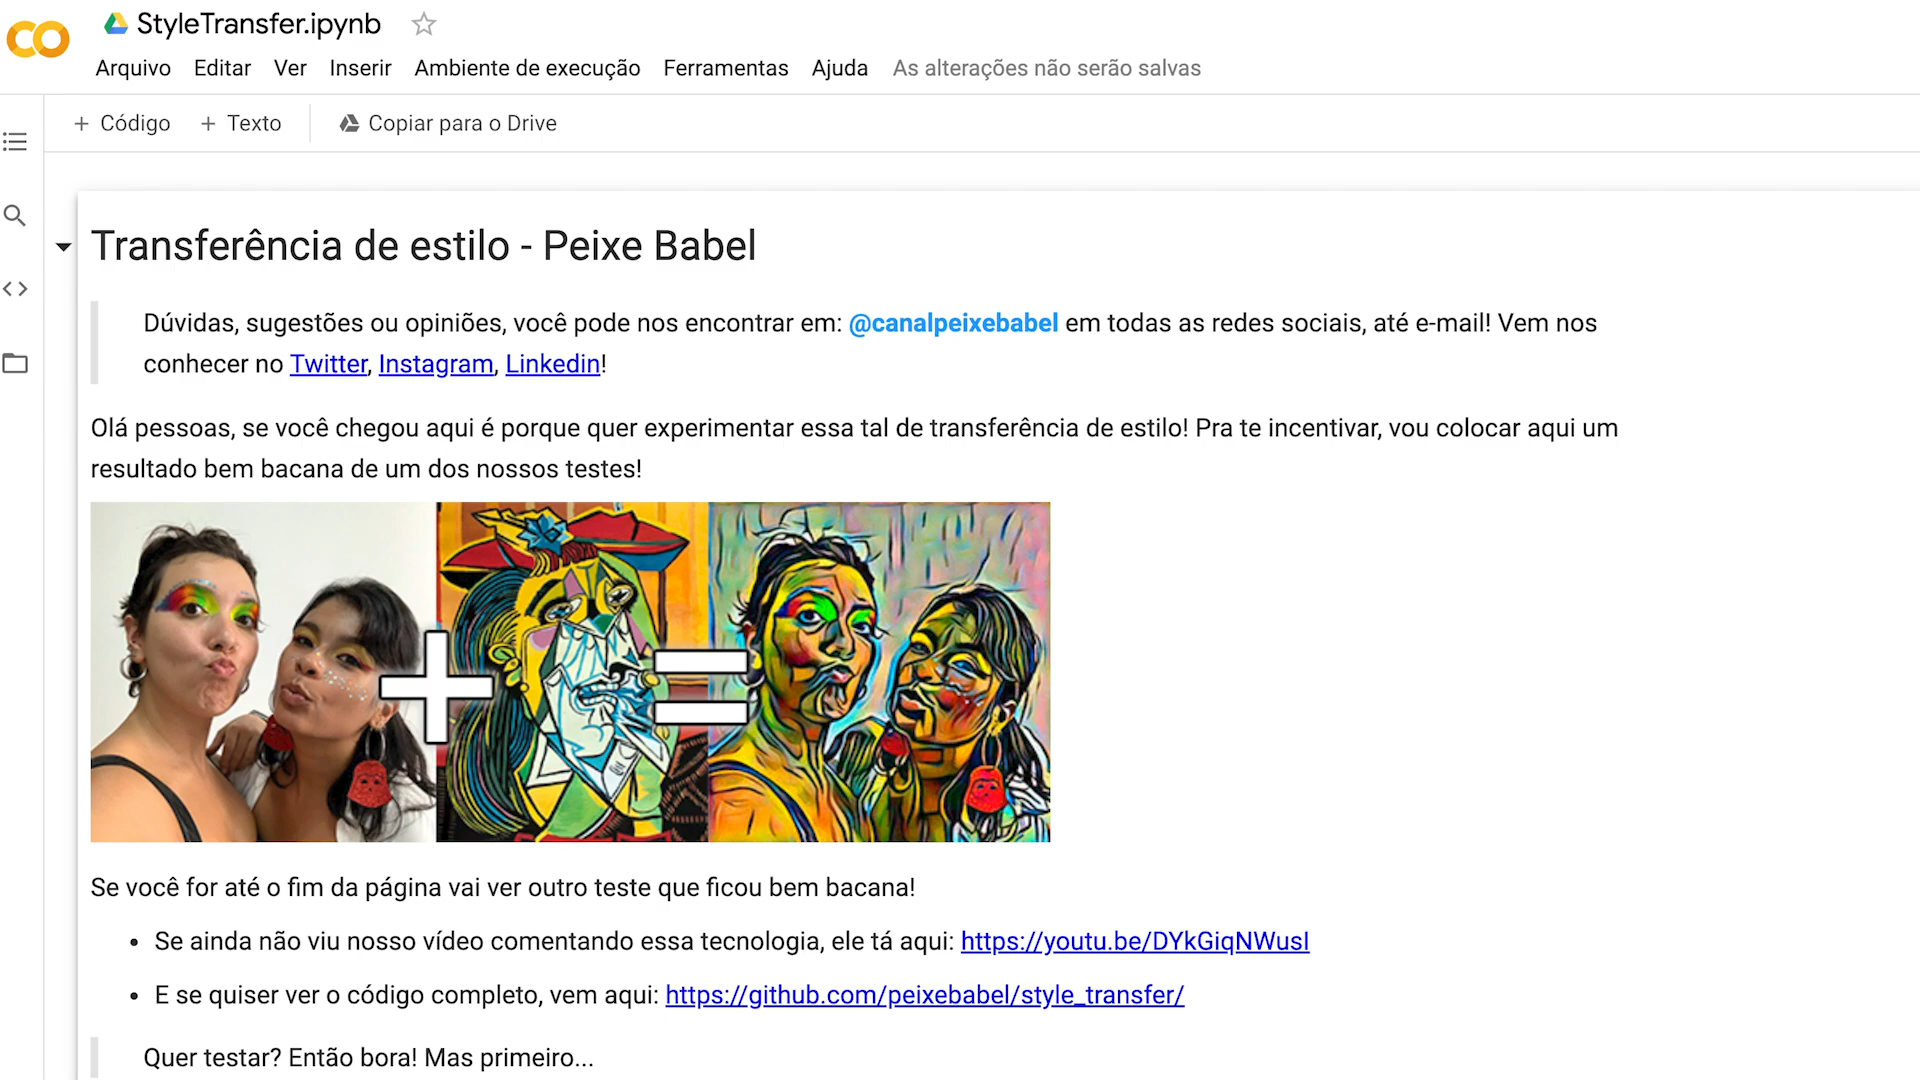 StyleTransfer.ipynb
Arquivo Editar Ver Inserir Ambiente de execução Ferramentas Ajuda As alterações não serão salvas
+ Código + Texto Copiar para o Drive
Transferência de estilo - Peixe Babel
Dúvidas, sugestões ou opiniões, você pode nos encontrar em: @canalpeixebabel em todas as redes sociais, até e-mail! Vem nos
conhecer no Twitter, Instagram, Linkedin!
Olá pessoas, se você chegou aqui é porque quer experimentar essa tal de transferência de estilo! Pra te incentivar, vou colocar aqui um
resultado bem bacana de um dos nossos testes!
+ =
Se você for até o fim da página vai ver outro teste que ficou bem bacana!
• Se ainda não viu nosso vídeo comentando essa tecnologia, ele tá aqui: https://youtu.be/DYkGiqNWusI
• E se quiser ver o código completo, vem aqui: https://github.com/peixebabel/style_transfer/
Quer testar? Então bora! Mas primeiro...